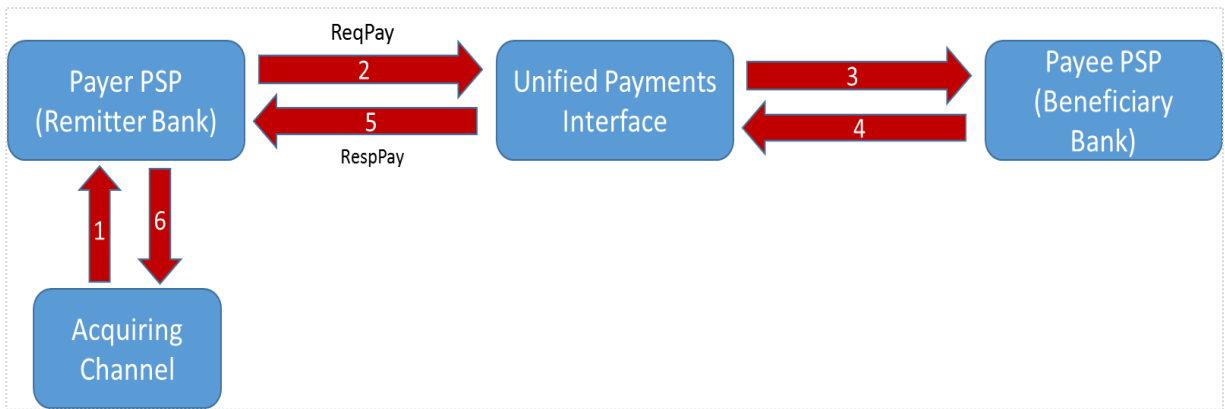 ReqPay
Payer PSP
(Remitter Bank)
2
5
RespPay
Unified Payments
Interface
3
4
Payee PSP
(Beneficiary
Bank)
1
6
Acquiring
Channel